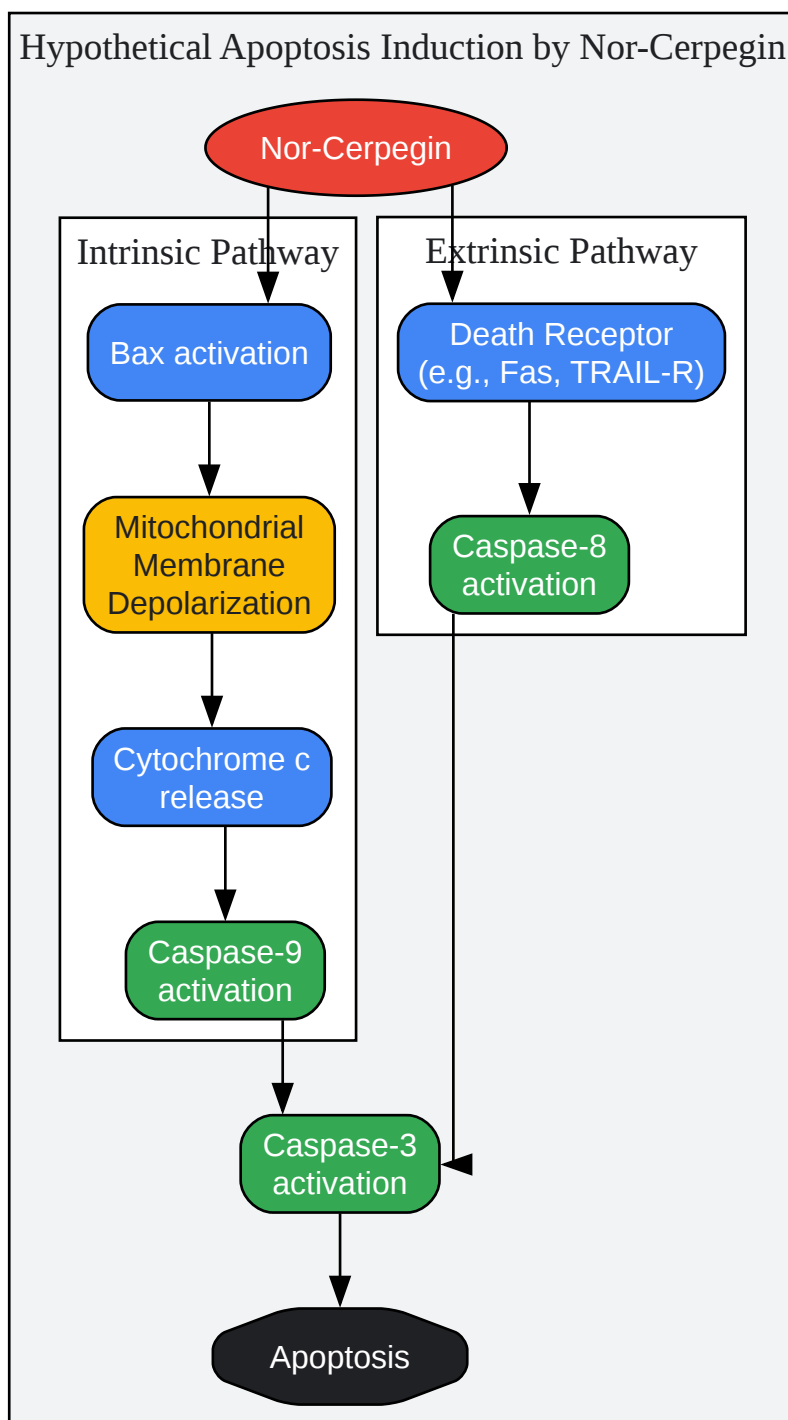 Hypothetical Apoptosis Induction by Nor-Cerpegin
Nor-Cerpegin
Intrinsic Pathway
Bax activation
Mitochondrial
Membrane
Depolarization
Cytochrome c
release
Caspase-9
activation
Extrinsic Pathway
Death Receptor
(e.g., Fas, TRAIL-R)
Caspase-8
activation
Caspase-3
activation
Apoptosis